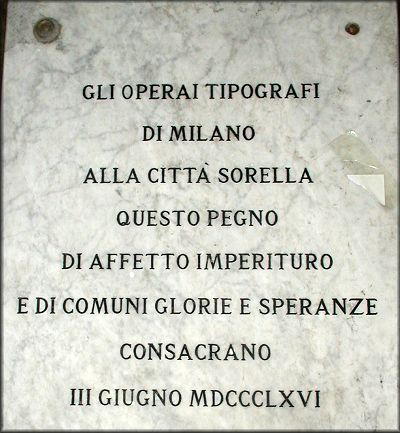 GLI OPERAI TIPOGRAFI
DI MILANO
ALLA CITTÀ SORELLA
QUESTO PEGNO
DI AFFETTO IMPERITURO
E DI COMUNI GLORIE E SPERANZE
CONSACRANO
III GIUGNO MDCCCLXVI